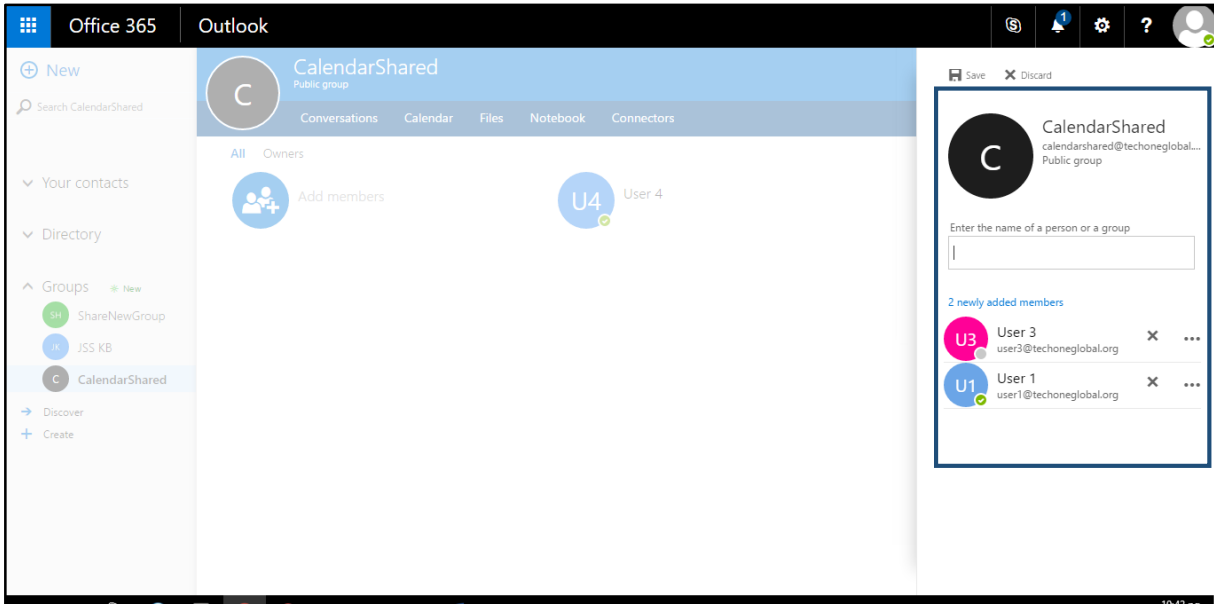 Office 365
Outlook
1
?
New
Search CalendarShared
Your contacts
Directory
Groups
New
SH
ShareNewGroup
JK
JSS KB
C
CalendarShared
Discover
Create
C
CalendarShared
Public group
Conversations Calendar Files Notebook Connectors
All Owners
Add members
U4
User 4
Save Discard
C
CalendarShared
calendarshared@techoneglobal....
Public group
Enter the name of a person or a group
2 newly added members
U3
User 3
user3@techoneglobal.org
U1
User 1
user1@techoneglobal.org